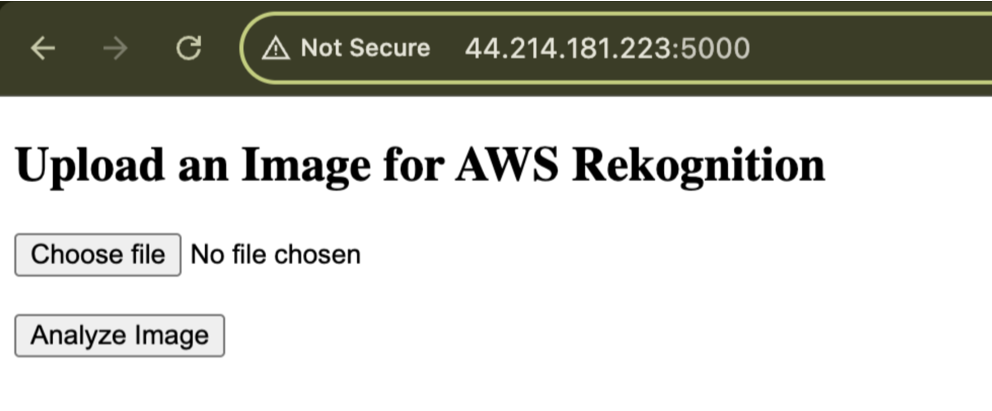 Not Secure 44.214.181.223:5000
Upload an Image for AWS Rekognition
Choose file No file chosen
Analyze Image